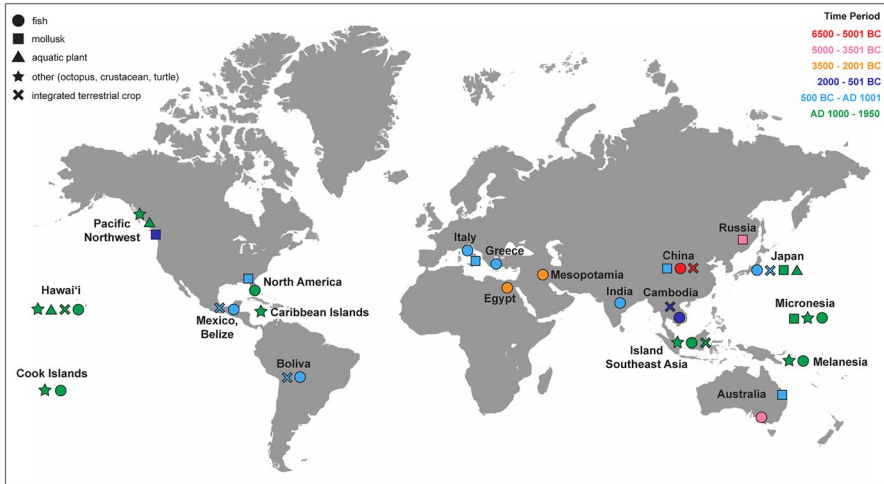 fish
mollusk
aquatic plant
other (octopus, crustacean, turtle)
integrated terrestrial crop
Time Period
6500 - 5001 BC
5000 - 3501 BC
3500 - 2001 BC
2000 - 501 BC
500 BC - AD 1001
AD 1000 - 1950
Pacific
Northwest
Hawai‘i
Cook Islands
North America
Mexico,
Belize
Caribbean Islands
Boliva
Italy
Greece
Mesopotamia
Egypt
India
Russia
China
Japan
Cambodia
Micronesia
Island
Southeast Asia
Melanesia
Australia